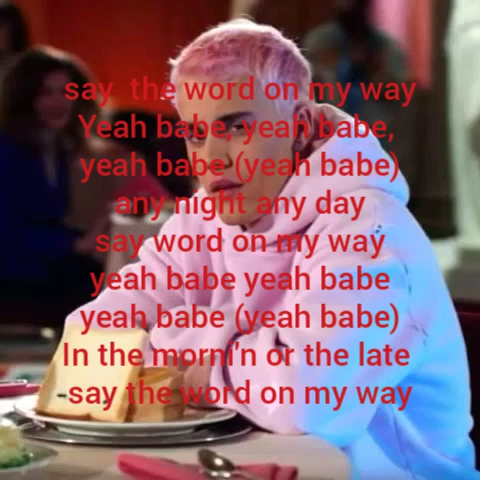 say the word on my way
Yeah babe, yeah babe,
yeah babe (yeah babe)
any night any day
say word on my way
yeah babe yeah babe
yeah babe (yeah babe)
In the morni'n or the late
say the word on my way